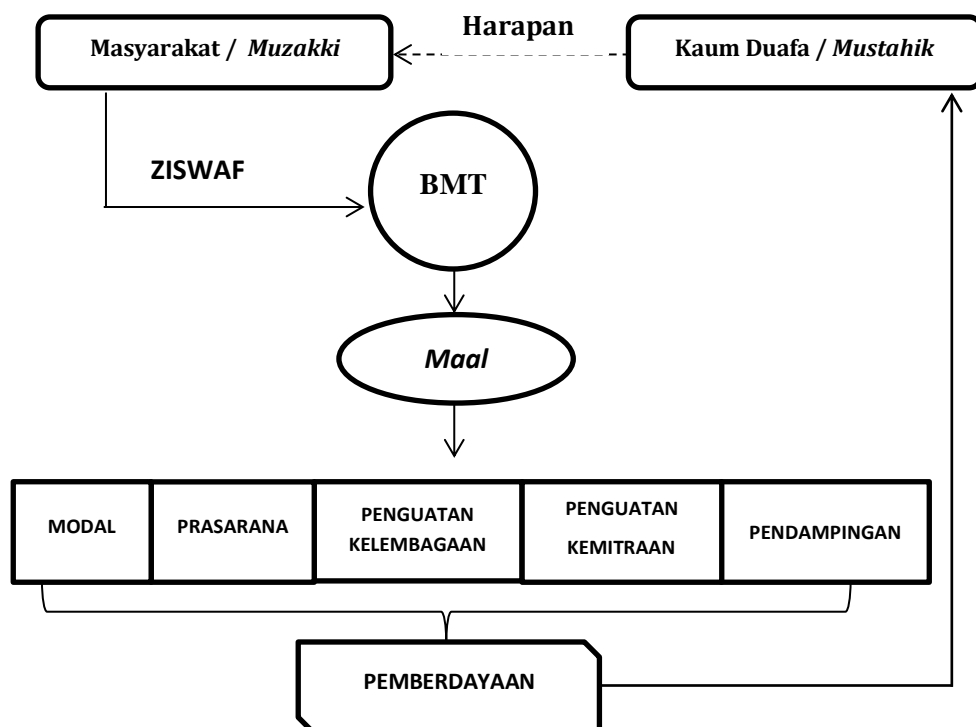 Harapan
Masyarakat / Muzakki
Kaum Duafa / Mustahik
ZISWAF
BMT
Maal
MODAL
PRASARANA
PENGUATAN
KELEMBAGAAN
PENGUATAN
KEMITRAAN
PENDAMPINGAN
PEMBERDAYAAN